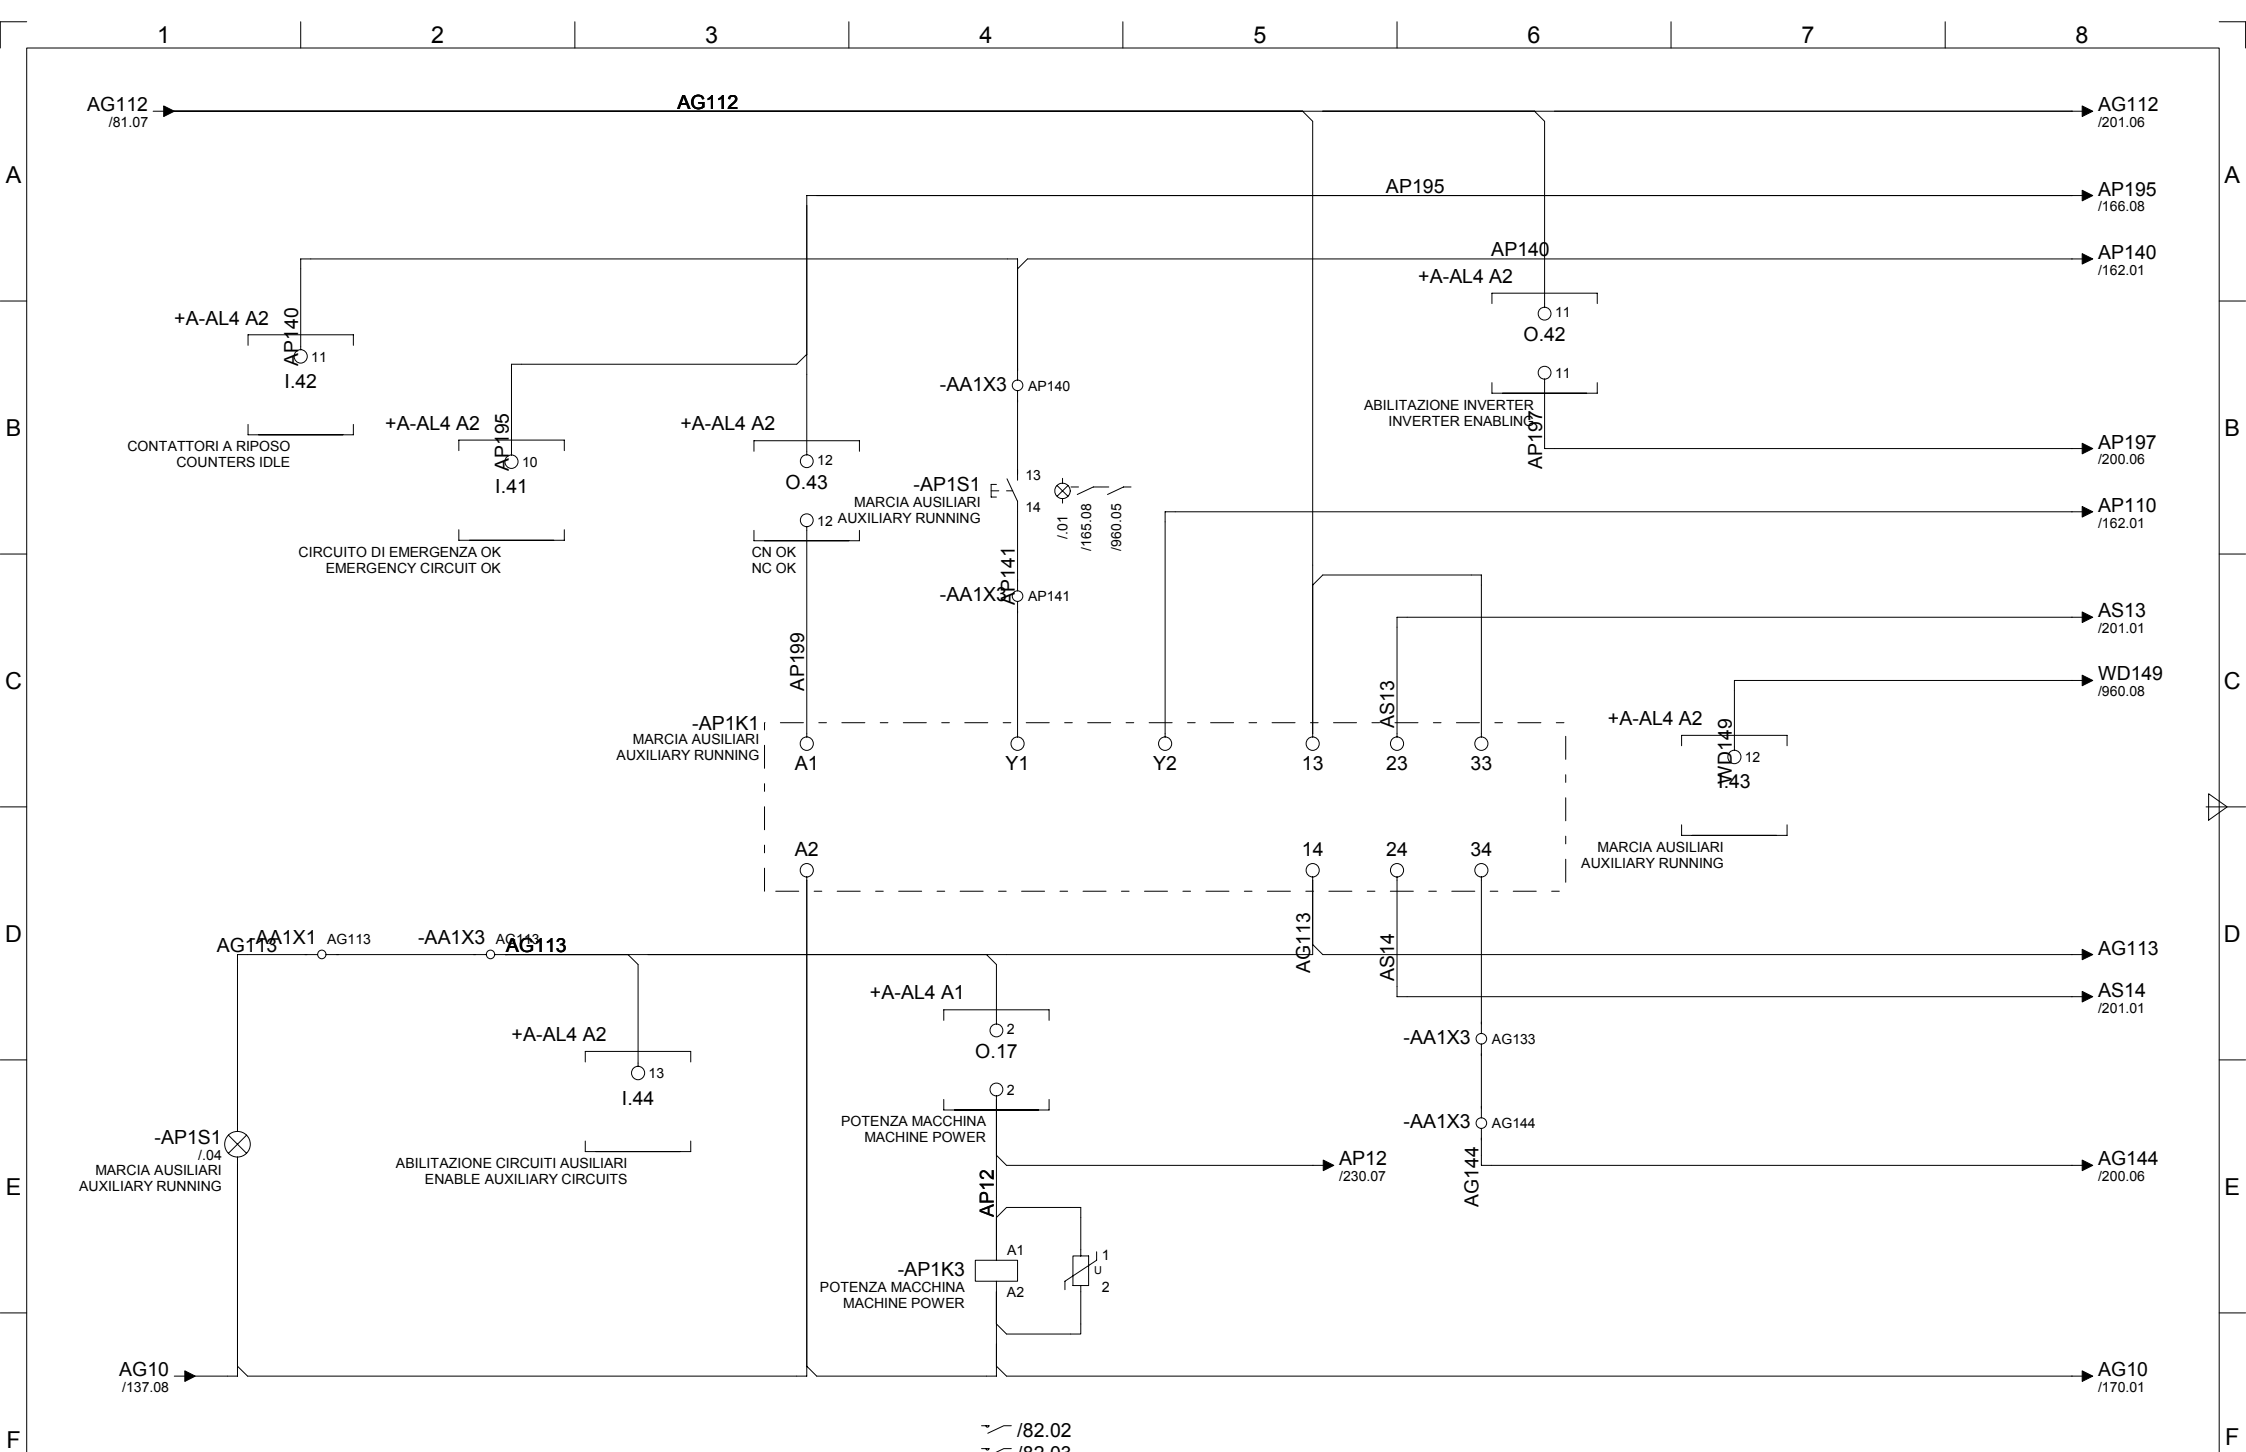 1 2 3 4 5 6 7 8
AG112
/81.07
AG112
AG112
/201.06
A
A
AP195
AP195
/166.08
AP140
AP140
/162.01
+A-AL4 A2
11
O.42
11
ABILITAZIONE INVERTER
INVERTER ENABLING
AP197
AP197
/200.06
+A-AL4 A2
AP140
11
I.42
CONTATTORI A RIPOSO
COUNTERS IDLE
B
B
+A-AL4 A2
AP195
10
I.41
CIRCUITO DI EMERGENZA OK
EMERGENCY CIRCUIT OK
+A-AL4 A2
12
O.43
12
CN OK
NC OK
-AA1X3
AP140
-AP1S1
MARCIA AUSILIARI
AUXILIARY RUNNING
13
14
/.01
/165.08
/960.05
AP110
/162.01
AP141
-AA1X3
AP141
AS13
/201.01
AP199
C
C
WD149
/960.08
AS13
-AP1K1
MARCIA AUSILIARI
AUXILIARY RUNNING
A1 Y1 Y2 13 23 33
+A-AL4 A2
WD149
12
I.43
MARCIA AUSILIARI
AUXILIARY RUNNING
A2 14 24 34
D
D
AG113
-AA1X1
AG113
-AA1X3
AG113
AG113
AG113
AS14
AG113
AS14
/201.01
+A-AL4 A1
2
O.17
2
POTENZA MACCHINA
MACHINE POWER
+A-AL4 A2
13
I.44
ABILITAZIONE CIRCUITI AUSILIARI
ENABLE AUXILIARY CIRCUITS
-AA1X3
AG133
-AA1X3
AG144
AG144
AG144
/200.06
-AP1S1
/.04
MARCIA AUSILIARI
AUXILIARY RUNNING
E
E
AP12
/230.07
AP12
-AP1K3
POTENZA MACCHINA
MACHINE POWER
A1
A2
1
U
2
AG10
/137.08
AG10
/170.01
F
F
/82.02
/82.03